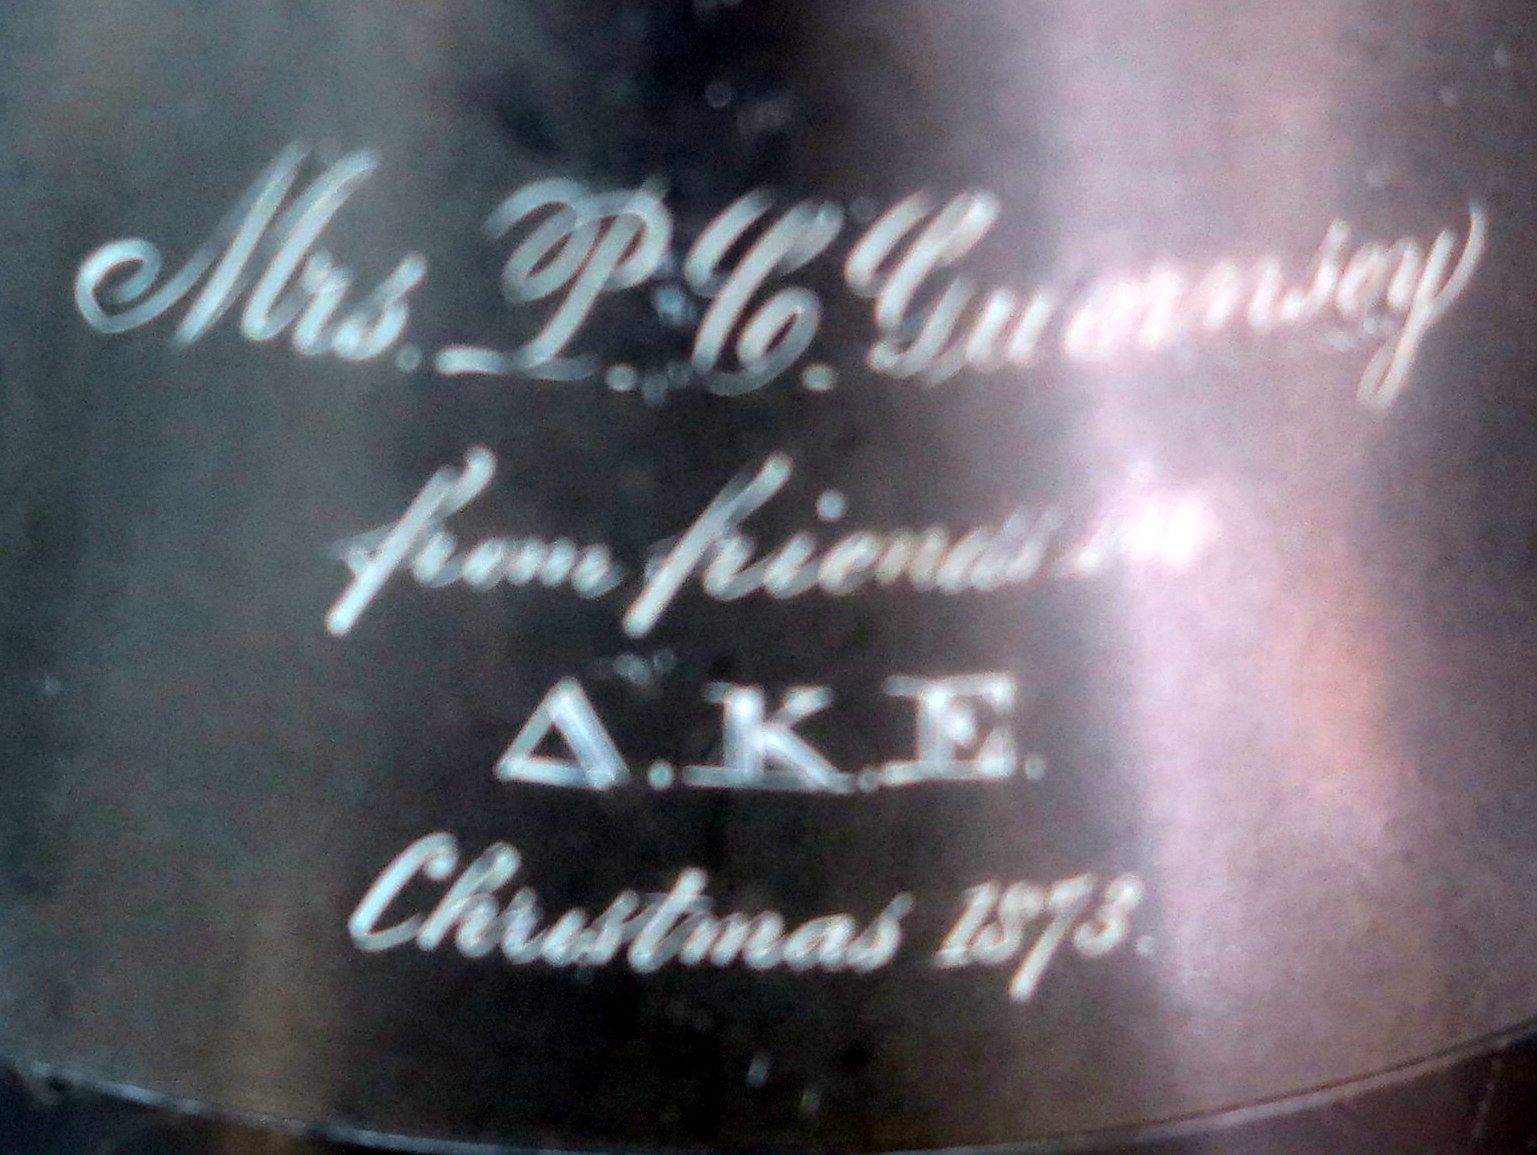 Mrs. P. C. Guernsey
from friends in
Δ.K.E.
Christmas 1873.